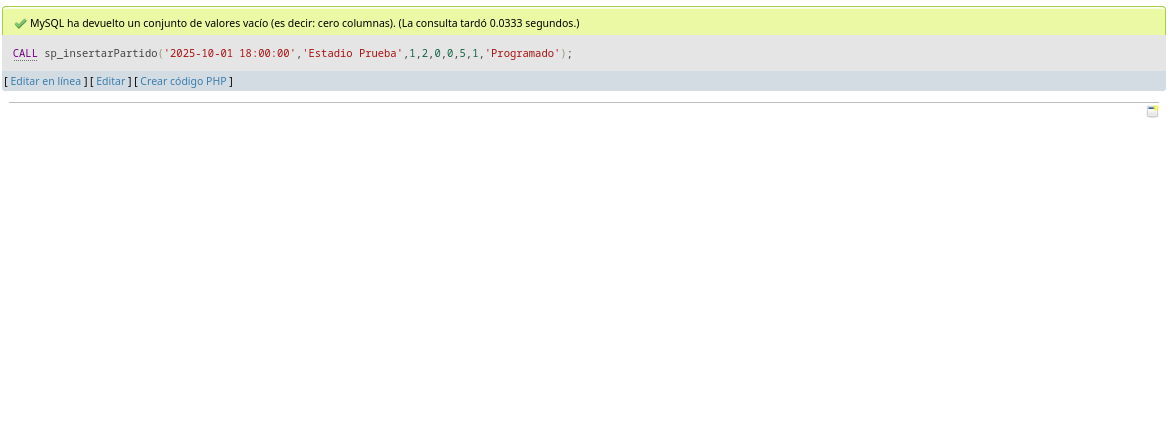 MySQL ha devuelto un conjunto de valores vacío (es decir: cero columnas). (La consulta tardó 0.0333 segundos.)
CALL sp_insertarPartido('2025-10-01 18:00:00','Estadio Prueba',1,2,0,0,5,1,'Programado');
[ Editar en línea ] [ Editar ] [ Crear código PHP ]